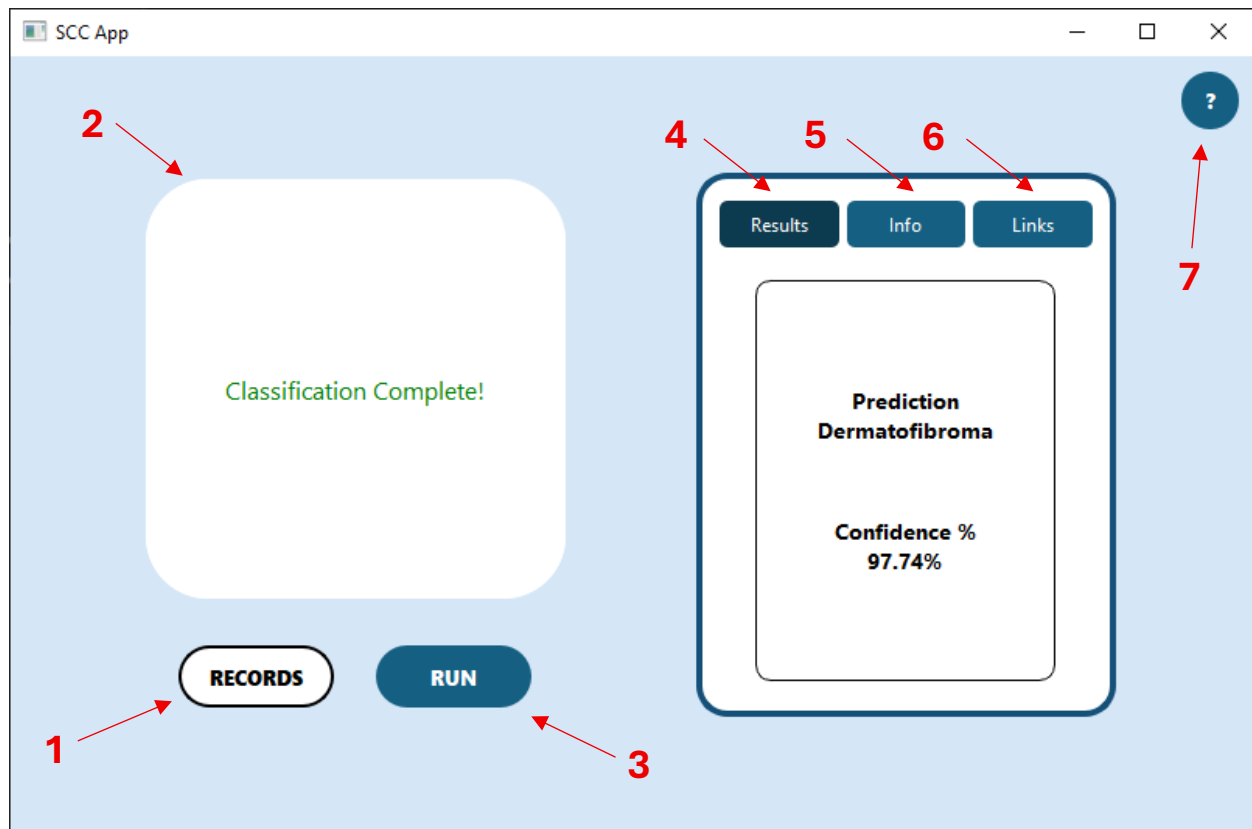 SCC App
?
2
4
5
6
Results
Info
Links
7
Classification Complete!
Prediction
Dermatofibroma
Confidence %
97.74%
RECORDS
RUN
1
3